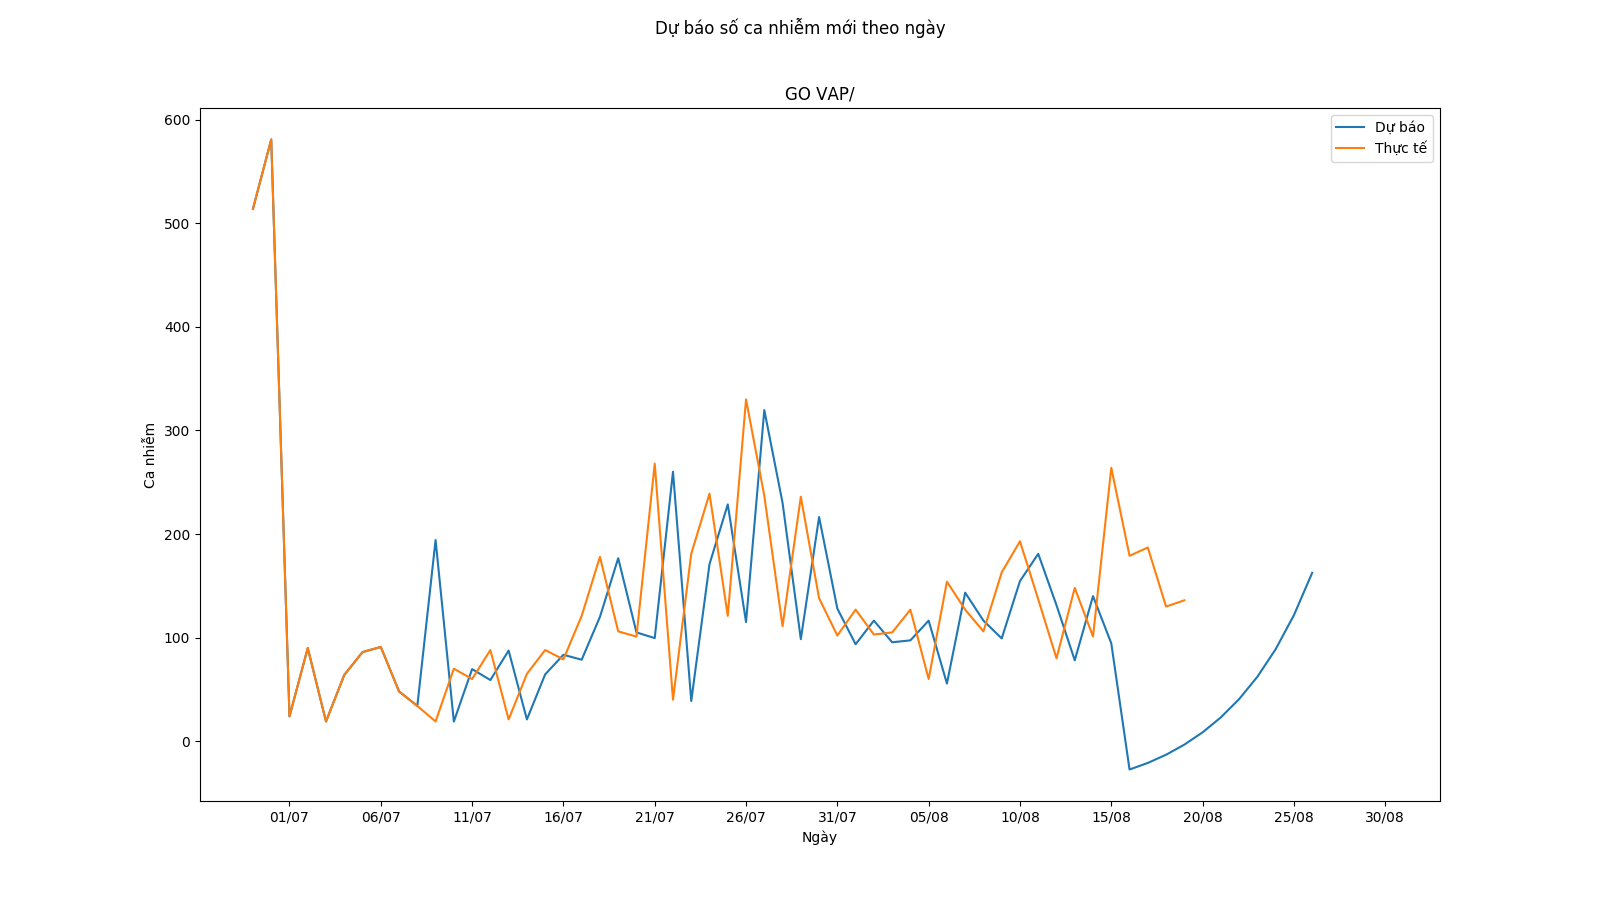 Dự báo số ca nhiễm mới theo ngày
GO VAP/
Dự báo
Thực tế
Ca nhiễm
600
500
400
300
200
100
0
01/07 06/07 11/07 16/07 21/07 26/07 31/07 05/08 10/08 15/08 20/08 25/08 30/08
Ngày